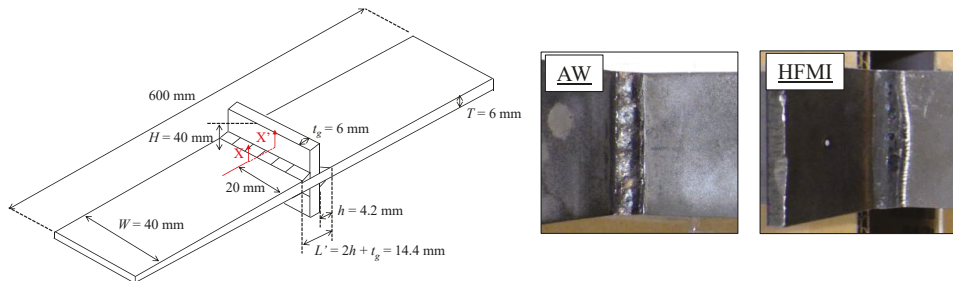 600 mm
H = 40 mm
X
X'
t_g = 6 mm
T = 6 mm
20 mm
W = 40 mm
h = 4.2 mm
L' = 2h + t_g = 14.4 mm
AW
HFMI